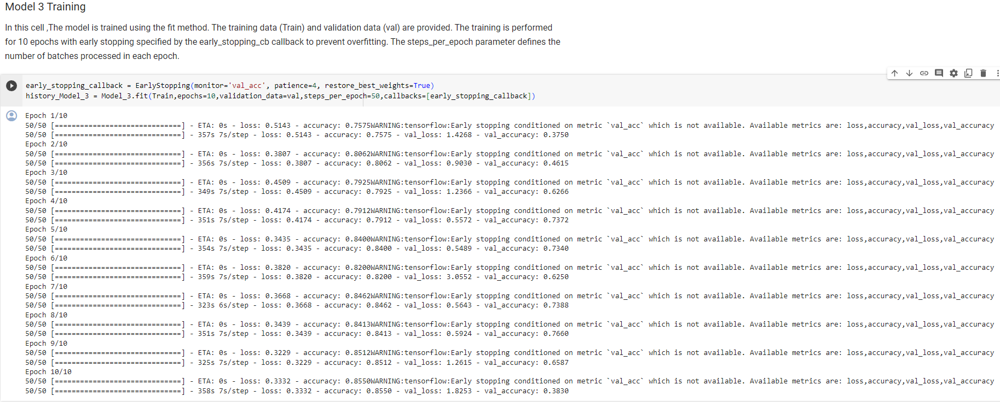 Model 3 Training
In this cell ,The model is trained using the fit method. The training data (Train) and validation data (val) are provided. The training is performed
for 10 epochs with early stopping specified by the early_stopping_cb callback to prevent overfitting. The steps_per_epoch parameter defines the
number of batches processed in each epoch.
early_stopping_callback = EarlyStopping(monitor='val_acc', patience=4, restore_best_weights=True)
history_Model_3 = Model_3.fit(Train,epochs=10,validation_data=val,steps_per_epoch=50,callbacks=[early_stopping_callback])
Epoch 1/10
50/50 [==============================] - ETA: 0s - loss: 0.5143 - accuracy: 0.7575WARNING:tensorflow:Early stopping conditioned on metric `val_acc` which is not available. Available metrics are: loss,accuracy,val_loss,val_accuracy
50/50 [==============================] - 357s 7s/step - loss: 0.5143 - accuracy: 0.7575 - val_loss: 1.4268 - val_accuracy: 0.3750
Epoch 2/10
50/50 [==============================] - ETA: 0s - loss: 0.3807 - accuracy: 0.8062WARNING:tensorflow:Early stopping conditioned on metric `val_acc` which is not available. Available metrics are: loss,accuracy,val_loss,val_accuracy
50/50 [==============================] - 356s 7s/step - loss: 0.3807 - accuracy: 0.8062 - val_loss: 0.9030 - val_accuracy: 0.4615
Epoch 3/10
50/50 [==============================] - ETA: 0s - loss: 0.4509 - accuracy: 0.7925WARNING:tensorflow:Early stopping conditioned on metric `val_acc` which is not available. Available metrics are: loss,accuracy,val_loss,val_accuracy
50/50 [==============================] - 349s 7s/step - loss: 0.4509 - accuracy: 0.7925 - val_loss: 1.2366 - val_accuracy: 0.6266
Epoch 4/10
50/50 [==============================] - ETA: 0s - loss: 0.4174 - accuracy: 0.7912WARNING:tensorflow:Early stopping conditioned on metric `val_acc` which is not available. Available metrics are: loss,accuracy,val_loss,val_accuracy
50/50 [==============================] - 351s 7s/step - loss: 0.4174 - accuracy: 0.7912 - val_loss: 0.5572 - val_accuracy: 0.7372
Epoch 5/10
50/50 [==============================] - ETA: 0s - loss: 0.3435 - accuracy: 0.8400WARNING:tensorflow:Early stopping conditioned on metric `val_acc` which is not available. Available metrics are: loss,accuracy,val_loss,val_accuracy
50/50 [==============================] - 354s 7s/step - loss: 0.3435 - accuracy: 0.8400 - val_loss: 0.5489 - val_accuracy: 0.7340
Epoch 6/10
50/50 [==============================] - ETA: 0s - loss: 0.3820 - accuracy: 0.8200WARNING:tensorflow:Early stopping conditioned on metric `val_acc` which is not available. Available metrics are: loss,accuracy,val_loss,val_accuracy
50/50 [==============================] - 359s 7s/step - loss: 0.3820 - accuracy: 0.8200 - val_loss: 3.0552 - val_accuracy: 0.6250
Epoch 7/10
50/50 [==============================] - ETA: 0s - loss: 0.3668 - accuracy: 0.8462WARNING:tensorflow:Early stopping conditioned on metric `val_acc` which is not available. Available metrics are: loss,accuracy,val_loss,val_accuracy
50/50 [==============================] - 323s 6s/step - loss: 0.3668 - accuracy: 0.8462 - val_loss: 0.5643 - val_accuracy: 0.7388
Epoch 8/10
50/50 [==============================] - ETA: 0s - loss: 0.3439 - accuracy: 0.8413WARNING:tensorflow:Early stopping conditioned on metric `val_acc` which is not available. Available metrics are: loss,accuracy,val_loss,val_accuracy
50/50 [==============================] - 351s 7s/step - loss: 0.3439 - accuracy: 0.8413 - val_loss: 0.5924 - val_accuracy: 0.7660
Epoch 9/10
50/50 [==============================] - ETA: 0s - loss: 0.3229 - accuracy: 0.8512WARNING:tensorflow:Early stopping conditioned on metric `val_acc` which is not available. Available metrics are: loss,accuracy,val_loss,val_accuracy
50/50 [==============================] - 325s 7s/step - loss: 0.3229 - accuracy: 0.8512 - val_loss: 1.2615 - val_accuracy: 0.6587
Epoch 10/10
50/50 [==============================] - ETA: 0s - loss: 0.3332 - accuracy: 0.8550WARNING:tensorflow:Early stopping conditioned on metric `val_acc` which is not available. Available metrics are: loss,accuracy,val_loss,val_accuracy
50/50 [==============================] - 358s 7s/step - loss: 0.3332 - accuracy: 0.8550 - val_loss: 1.8253 - val_accuracy: 0.3830